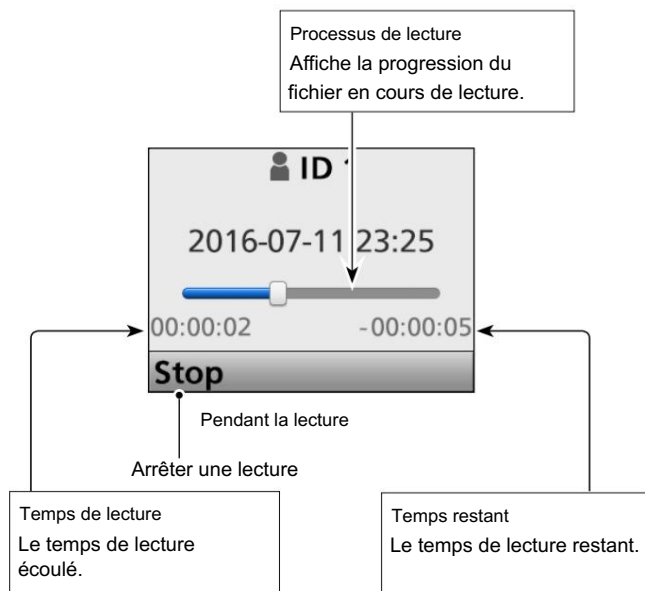 Processus de lecture
Affiche la progression du
fichier en cours de lecture.
ID
2016-07-11 23:25
00:00:02
-00:00:05
Stop
Pendant la lecture
Arrêter une lecture
Temps de lecture
Le temps de lecture
écoulé.
Temps restant
Le temps de lecture restant.